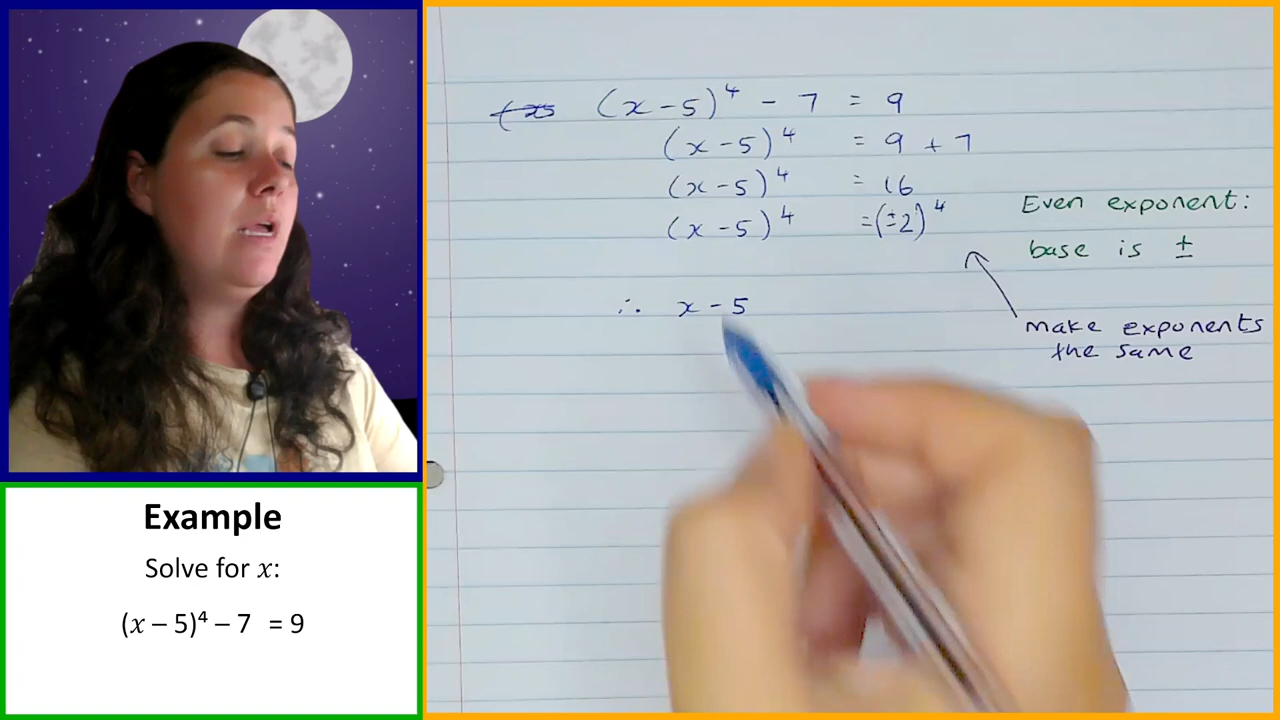 Example
Solve for x:
(x – 5)⁴ – 7 = 9
(x - 5)⁴ - 7 = 9
(x - 5)⁴ = 9 + 7
(x - 5)⁴ = 16
(x - 5)⁴ = (±2)⁴
∴ x - 5
Even exponent:
base is ±
make exponents
the same